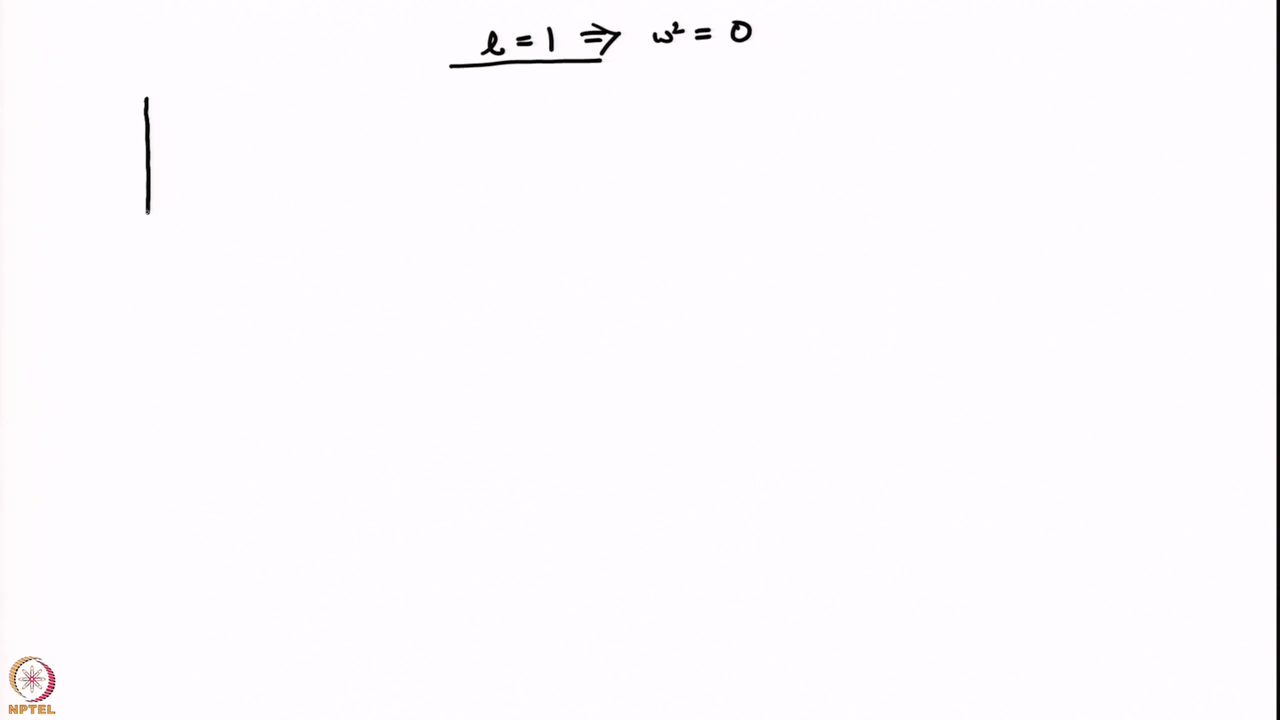 l = 1 ⇒ ω² = 0
NPTEL